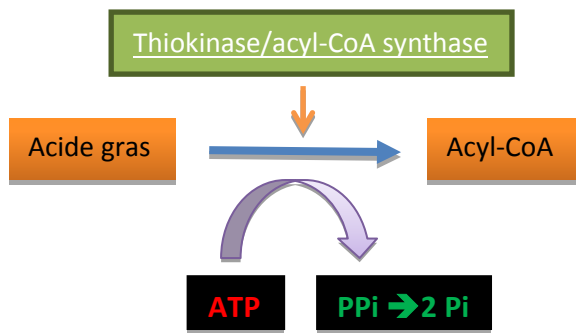 Thiokinase/acyl-CoA synthase
Acide gras
Acyl-CoA
ATP
PPi → 2 Pi